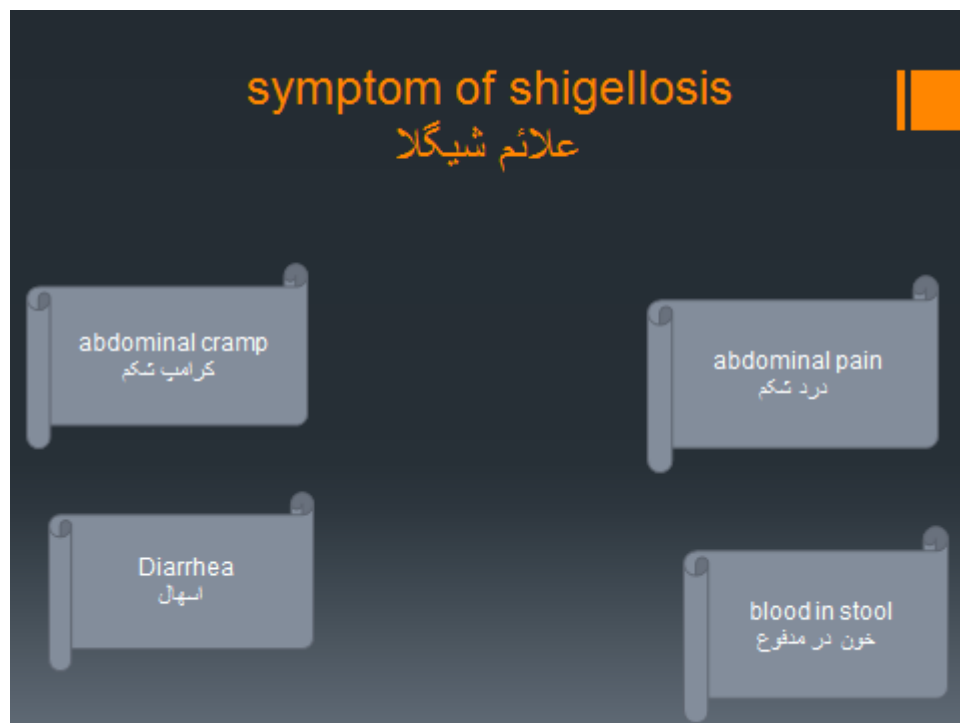 symptom of shigellosis
علائم شیگلا
abdominal cramp
کرامپ شکم
abdominal pain
درد شکم
Diarrhea
اسهال
blood in stool
خون در مدفوع